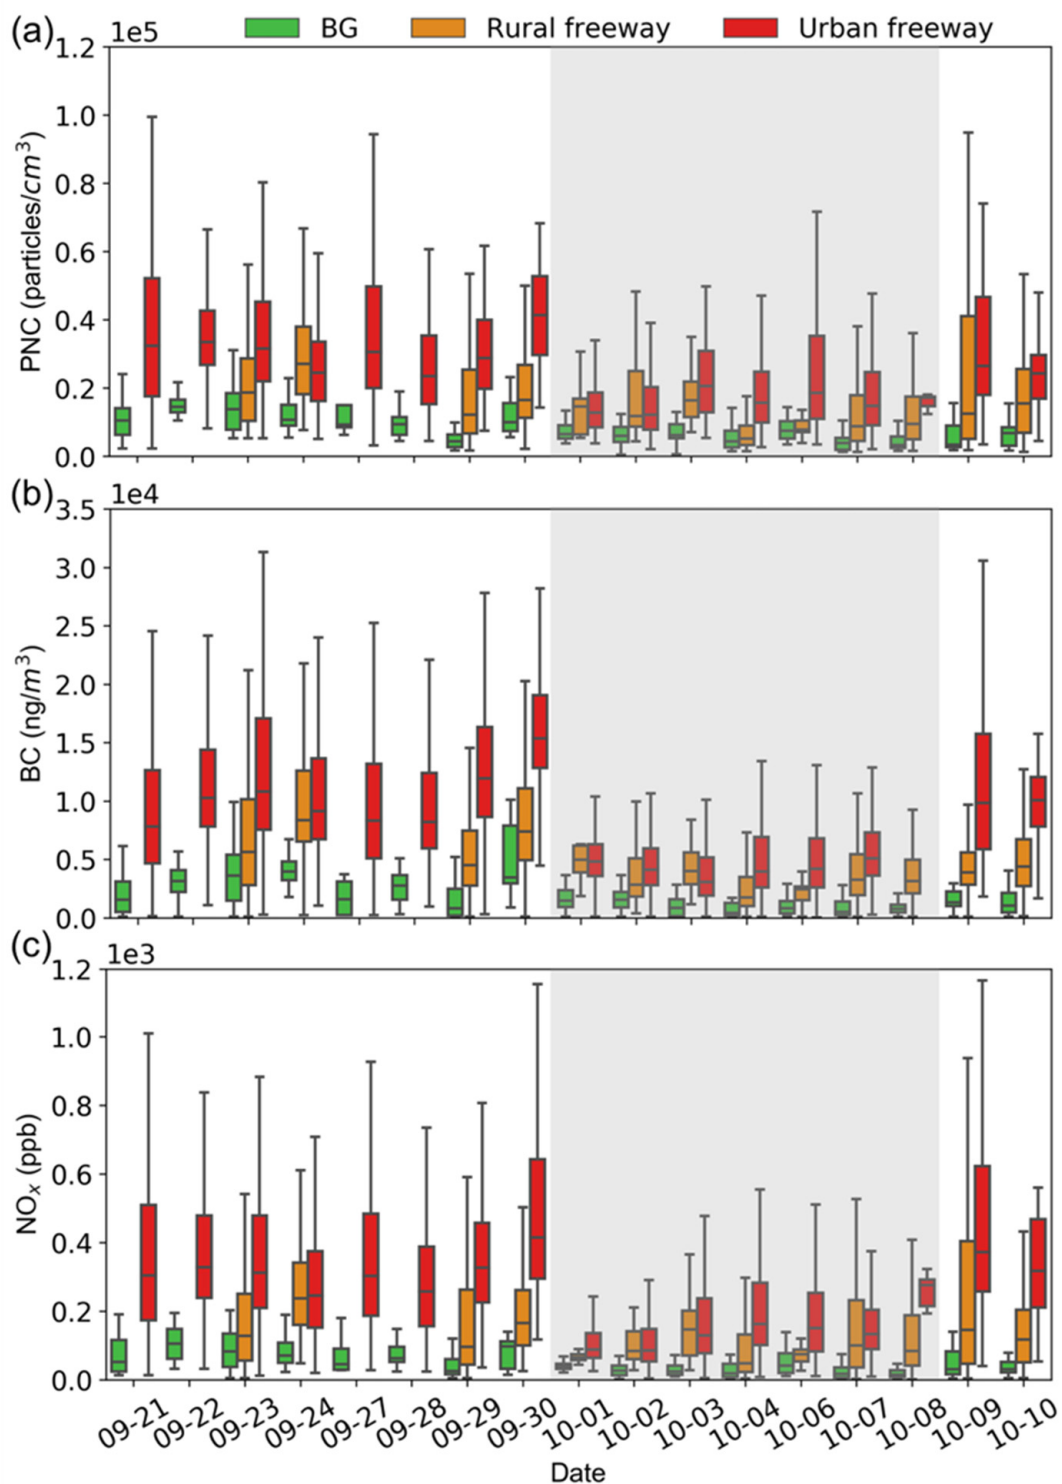 (a) 1e5 BG Rural freeway Urban freeway
1.2
1.0
0.8
0.6
0.4
0.2
0.0
PNC (particles/cm³)
(b) 1e4
3.5
3.0
2.5
2.0
1.5
1.0
0.5
0.0
BC (ng/m³)
(c) 1e3
1.2
1.0
0.8
0.6
0.4
0.2
0.0
NOₓ (ppb)
09-21 09-22 09-23 09-24 09-27 09-28 09-29 09-30 10-01 10-02 10-03 10-04 10-06 10-07 10-08 10-09 10-10
Date